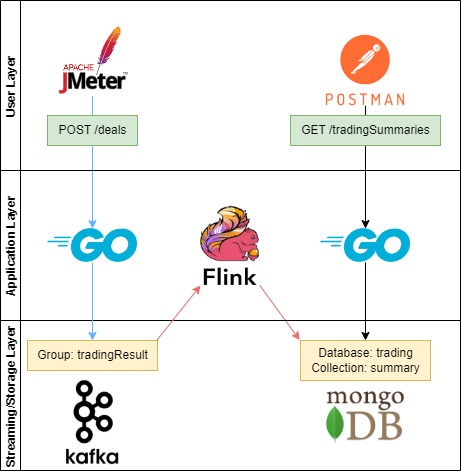 User Layer
APACHE
JMeter™
POSTMAN
POST /deals
GET /tradingSummaries
Application Layer
GO
Flink
GO
Streaming/Storage Layer
Group: tradingResult
Database: trading
Collection: summary
kafka
mongo
DB